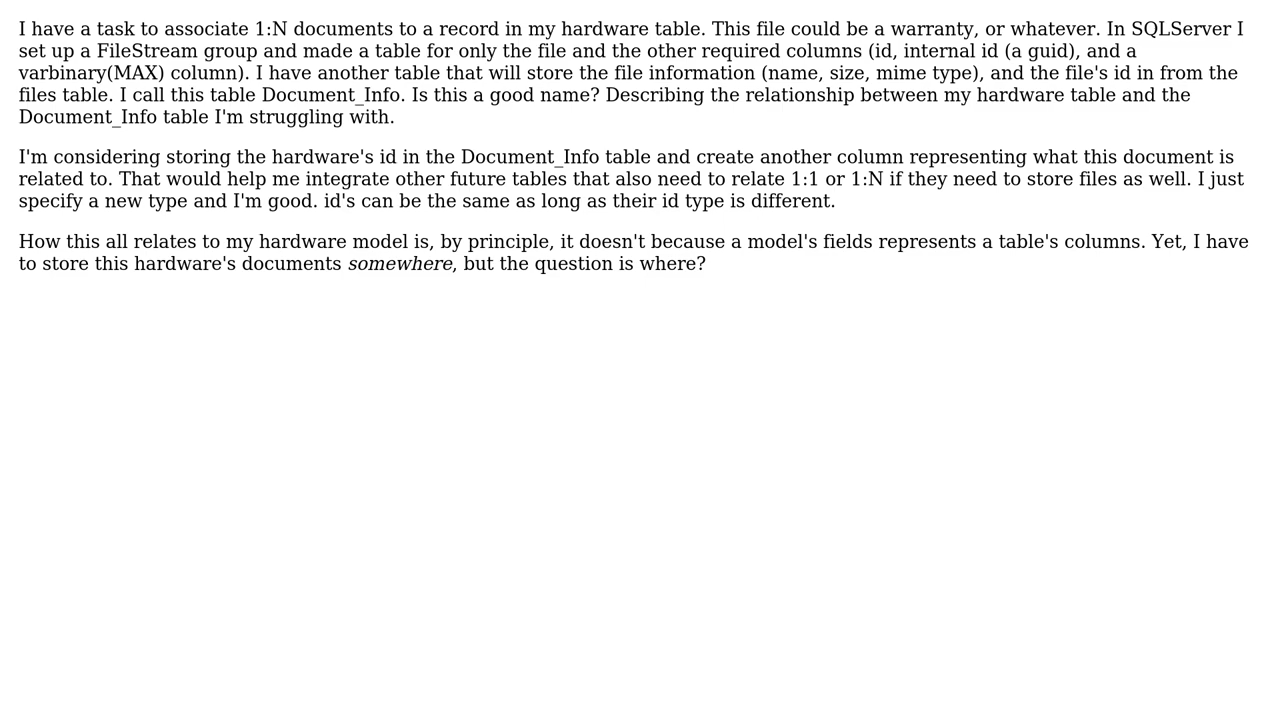 I have a task to associate 1:N documents to a record in my hardware table. This file could be a warranty, or whatever. In SQLServer I
set up a FileStream group and made a table for only the file and the other required columns (id, internal id (a guid), and a
varbinary(MAX) column). I have another table that will store the file information (name, size, mime type), and the file's id in from the
files table. I call this table Document_Info. Is this a good name? Describing the relationship between my hardware table and the
Document_Info table I'm struggling with.
I'm considering storing the hardware's id in the Document_Info table and create another column representing what this document is
related to. That would help me integrate other future tables that also need to relate 1:1 or 1:N if they need to store files as well. I just
specify a new type and I'm good. id's can be the same as long as their id type is different.
How this all relates to my hardware model is, by principle, it doesn't because a model's fields represents a table's columns. Yet, I have
to store this hardware's documents somewhere, but the question is where?